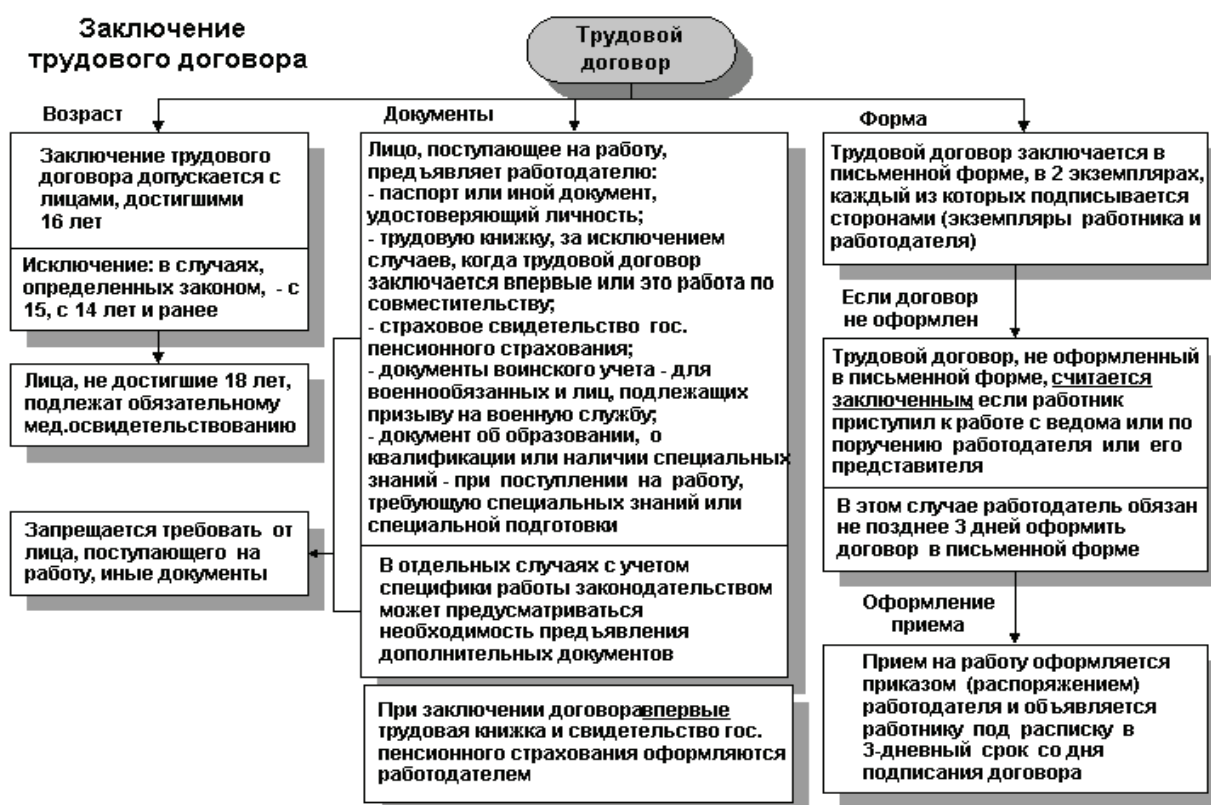 Заключение
трудового договора
Трудовой
договор
Возраст
Заключение трудового
договора допускается с
лицами, достигшими
16 лет
Исключение: в случаях,
определенных законом, - с
15, с 14 лет и ранее
Лица, не достигшие 18 лет,
подлежат обязательному
мед.освидетельствованию
Запрещается требовать от
лица, поступающего на
работу, иные документы
Документы
Лицо, поступающее на работу,
предъявляет работодателю:
- паспорт или иной документ,
удостоверяющий личность;
- трудовую книжку, за исключением
случаев, когда трудовой договор
заключается впервые или это работа по
совместительству;
- страховое свидетельство гос.
пенсионного страхования;
- документы воинского учета - для
военнообязанных и лиц, подлежащих
призыву на военную службу;
- документ об образовании, о
квалификации или наличии специальных
знаний - при поступлении на работу,
требующую специальных знаний или
специальной подготовки
В отдельных случаях с учетом
специфики работы законодательством
может предусматриваться
необходимость предъявления
дополнительных документов
При заключении договора впервые
трудовая книжка и свидетельство гос.
пенсионного страхования оформляются
работодателем
Форма
Трудовой договор заключается в
письменной форме, в 2 экземплярах,
каждый из которых подписывается
сторонами (экземпляры работника и
работодателя)
Если договор
не оформлен
Трудовой договор, не оформленный
в письменной форме, считается
заключенным, если работник
приступил к работе с ведома или по
поручению работодателя или его
представителя
В этом случае работодатель обязан
не позднее 3 дней оформить
договор в письменной форме
Оформление
приема
Прием на работу оформляется
приказом (распоряжением)
работодателя и объявляется
работнику под расписку в
3-дневный срок со дня
подписания договора